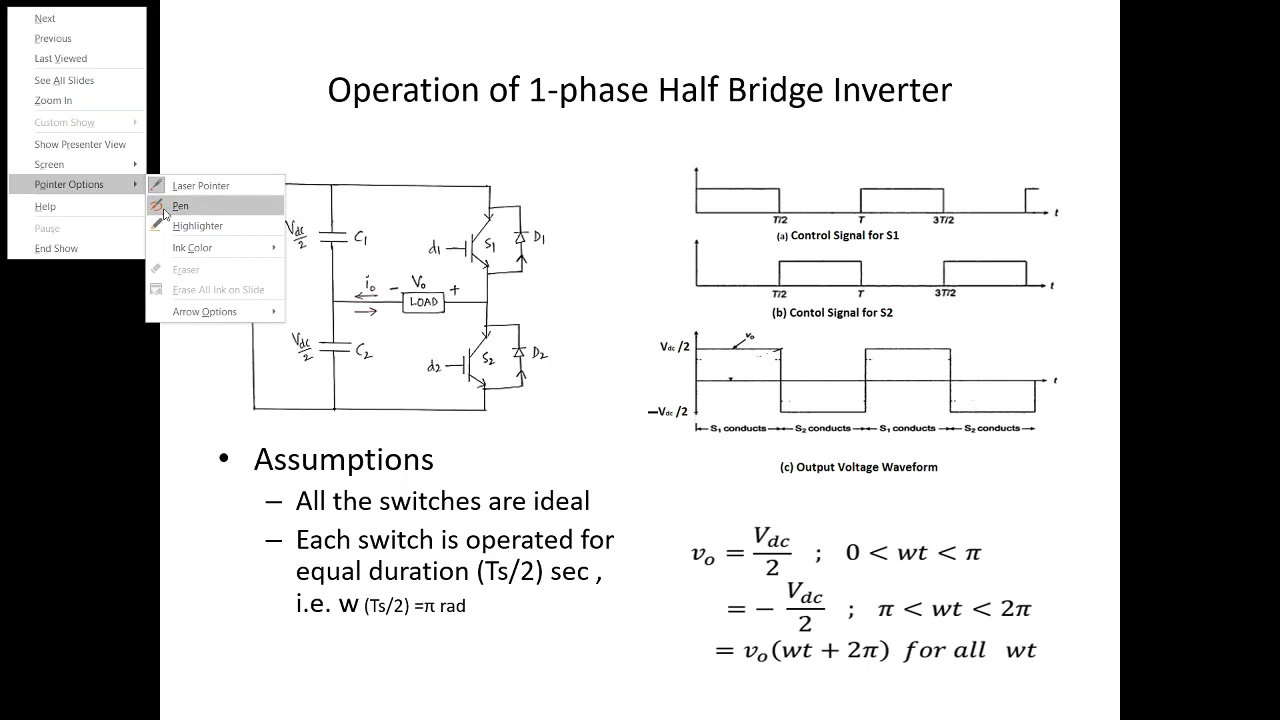 Next
Previous
Last Viewed
See All Slides
Zoom In
Custom Show
Show Presenter View
Screen
Pointer Options
Help
Pause
End Show
Laser Pointer
Pen
Highlighter
Ink Color
Eraser
Erase All Ink on Slide
Arrow Options
Operation of 1-phase Half Bridge Inverter
Vdc/2
C1
d1
S1
D1
io
- Vo +
LOAD
Vdc/2
C2
d2
S2
D2
T/2 T 3T/2 t
(a) Control Signal for S1
T/2 T 3T/2 t
(b) Contol Signal for S2
Vdc /2
vo
t
—Vdc /2
S1 conducts S2 conducts S1 conducts S2 conducts
(c) Output Voltage Waveform
• Assumptions
– All the switches are ideal
– Each switch is operated for
equal duration (Ts/2) sec ,
i.e. w (Ts/2) =π rad
vo = Vdc/2 ; 0 < wt < π
= − Vdc/2 ; π < wt < 2π
= vo(wt + 2π) for all wt